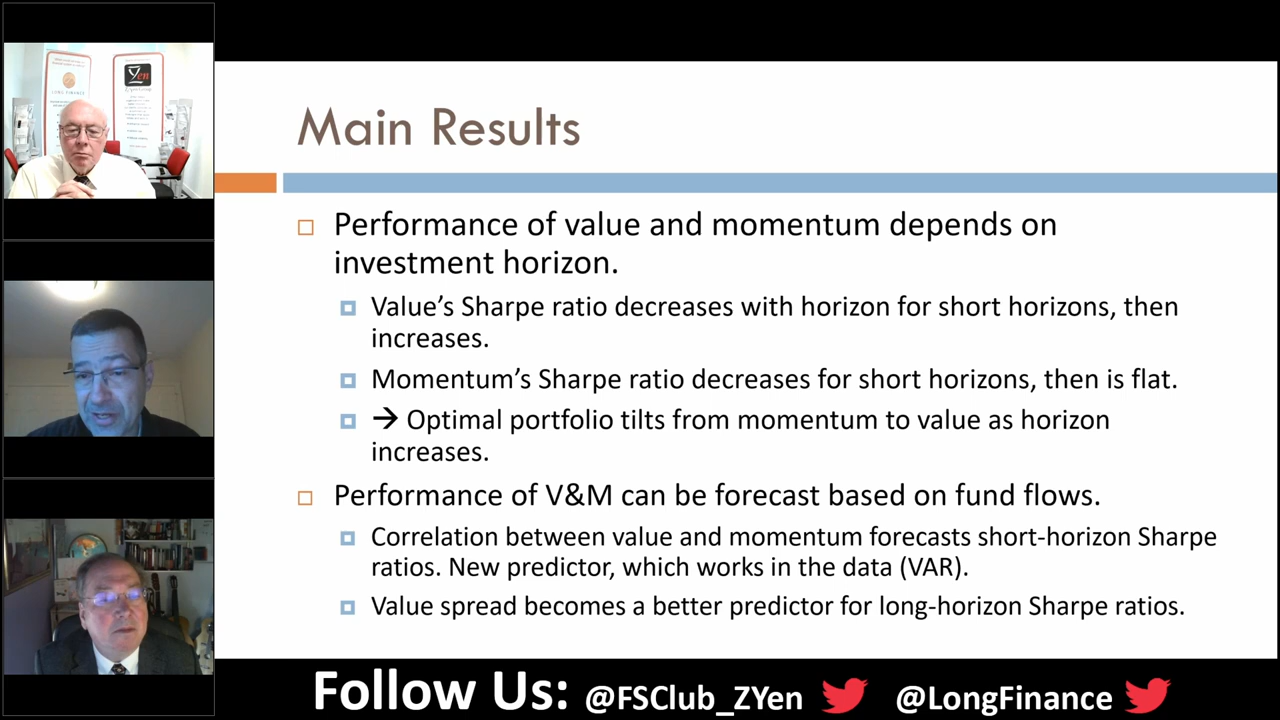 LONG FINANCE
Zyen
Main Results
Performance of value and momentum depends on
investment horizon.
Value's Sharpe ratio decreases with horizon for short horizons, then
increases.
Momentum's Sharpe ratio decreases for short horizons, then is flat.
→ Optimal portfolio tilts from momentum to value as horizon
increases.
Performance of V&M can be forecast based on fund flows.
Correlation between value and momentum forecasts short-horizon Sharpe
ratios. New predictor, which works in the data (VAR).
Value spread becomes a better predictor for long-horizon Sharpe ratios.
Follow Us: @FSClub_ZYen @LongFinance